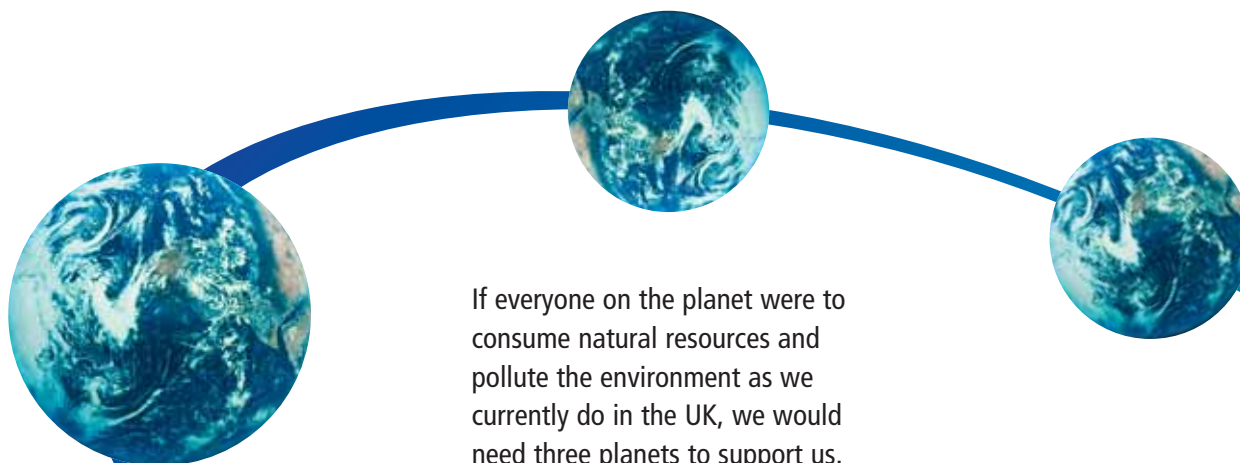 If everyone on the planet were to
consume natural resources and
pollute the environment as we
currently do in the UK, we would
need three planets to support us.